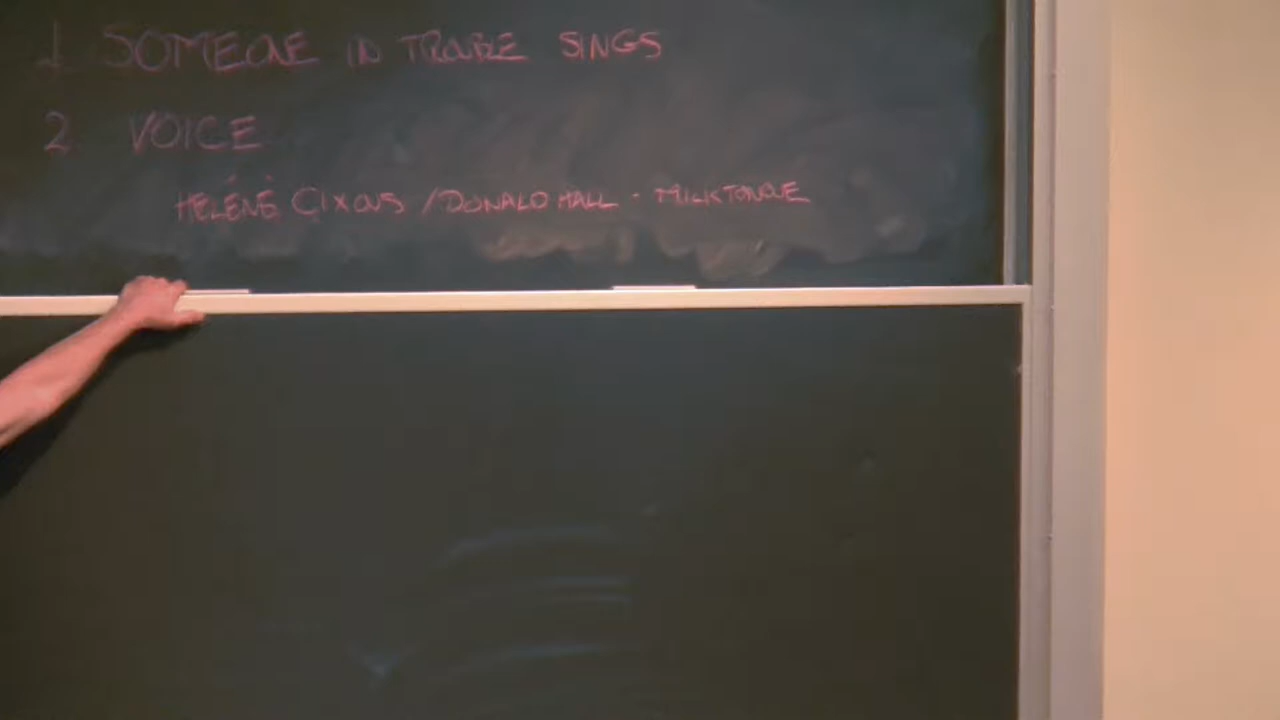 1 SOMEONE IN TROUBLE SINGS
2 VOICE
HÉLÈNE CIXOUS / DONALD HALL - MILKTONGUE